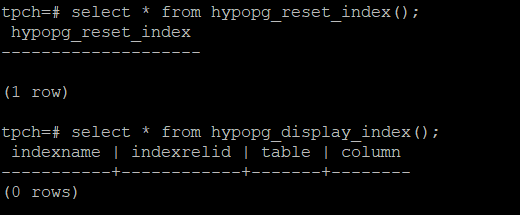 tpch=# select * from hypopg_reset_index();
 hypopg_reset_index
--------------------

(1 row)

tpch=# select * from hypopg_display_index();
 indexname | indexrelid | table | column
-----------+------------+-------+--------
(0 rows)